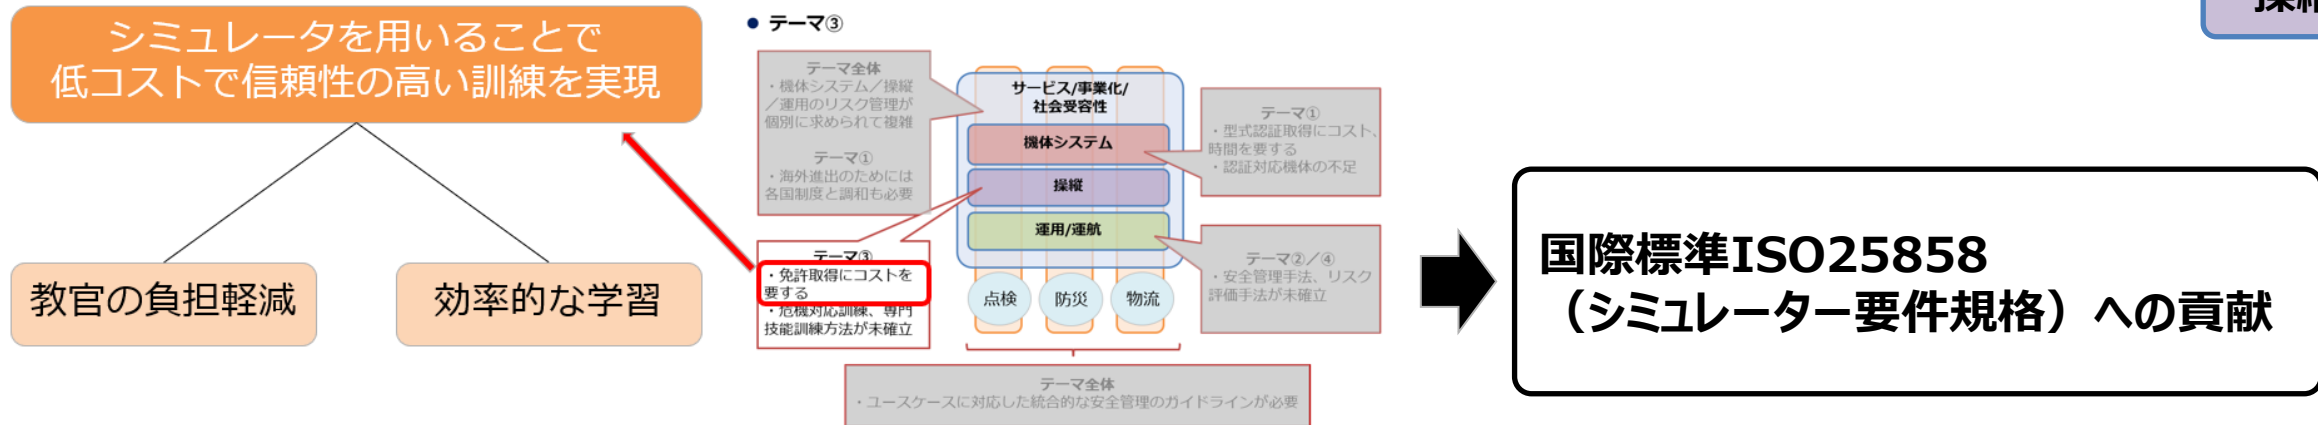 シミュレータを用いることで
低コストで信頼性の高い訓練を実現
教官の負担軽減
効率的な学習
● テーマ③
テーマ全体
・機体システム／操縦
／運用のリスク管理が
個別に求められて複雑
テーマ①
・海外進出のためには
各国制度と調和も必要
サービス/事業化/
社会受容性
機体システム
操縦
運用/運航
点検
防災
物流
テーマ①
・型式認証取得にコスト、
時間を要する
・認証対応機体の不足
テーマ③
・免許取得にコストを
要する
・危機対応訓練、専門
技能訓練方法が未確立
テーマ②／④
・安全管理手法、リスク
評価手法が未確立
テーマ全体
・ユースケースに対応した統合的な安全管理のガイドラインが必要
国際標準ISO25858
（シミュレーター要件規格）への貢献